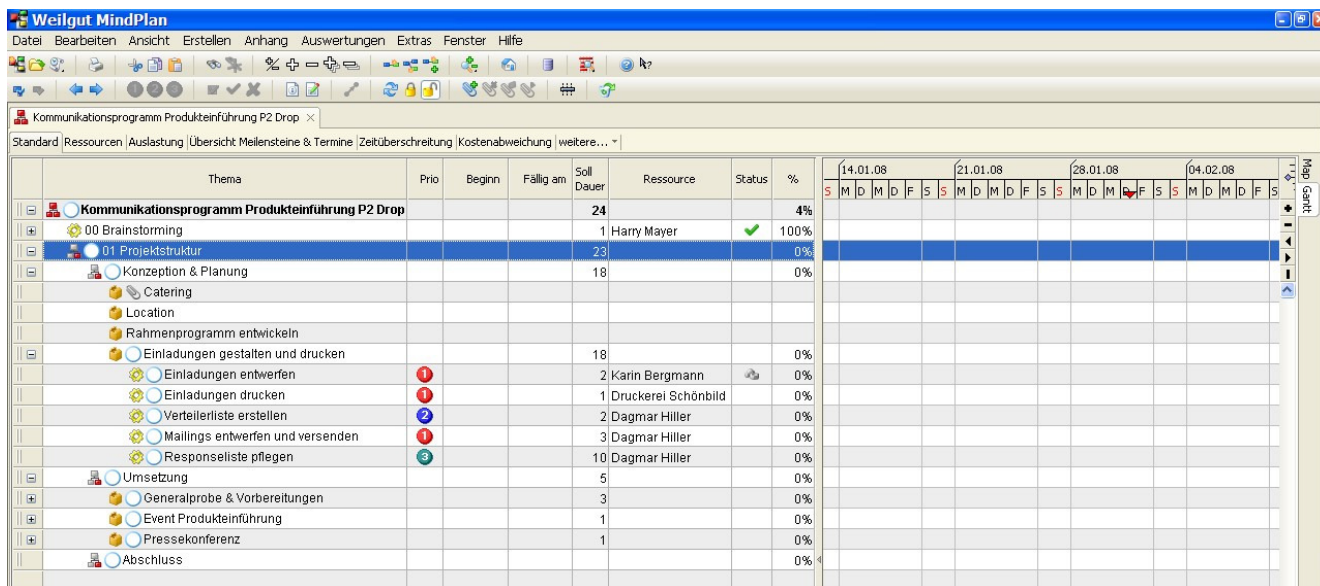 Weilgut MindPlan
Datei Bearbeiten Ansicht Erstellen Anhang Auswertungen Extras Fenster Hilfe
Kommunikationsprogramm Produkteinführung P2 Drop
Standard Ressourcen Auslastung Übersicht Meilensteine & Termine Zeitüberschreitung Kostenabweichung weitere...
Thema Prio Beginn Fällig am Soll Dauer Ressource Status % 14.01.08 21.01.08 28.01.08 04.02.08 Map Gantt
S M D M D F S S M D M D F S S M D M D F S S M D M D F S
Kommunikationsprogramm Produkteinführung P2 Drop 24 4%
00 Brainstorming 1 Harry Mayer 100%
01 Projektstruktur 23 0%
Konzeption & Planung 18 0%
Catering
Location
Rahmenprogramm entwickeln
Einladungen gestalten und drucken 18 0%
Einladungen entwerfen 1 2 Karin Bergmann 0%
Einladungen drucken 1 1 Druckerei Schönbild 0%
Verteilerliste erstellen 2 2 Dagmar Hiller 0%
Mailings entwerfen und versenden 1 3 Dagmar Hiller 0%
Responseliste pflegen 3 10 Dagmar Hiller 0%
Umsetzung 5 0%
Generalprobe & Vorbereitungen 3 0%
Event Produkteinführung 1 0%
Pressekonferenz 1 0%
Abschluss 0%